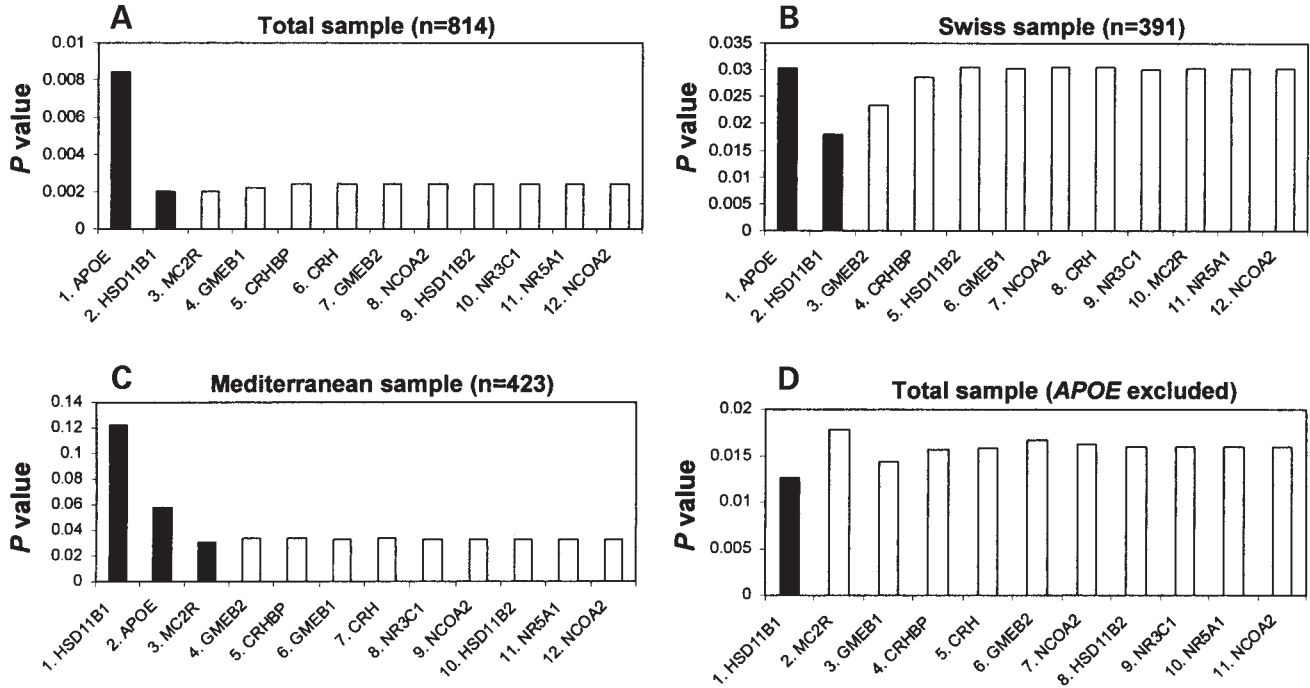 A
Total sample (n=814)
P value
0.01
0.008
0.006
0.004
0.002
0
1. APOE
2. HSD11B1
3. MC2R
4. GMEB1
5. CRHBP
6. CRH
7. GMEB2
8. NCOA2
9. HSD11B2
10. NR3C1
11. NR5A1
12. NCOA2
B
Swiss sample (n=391)
P value
0.035
0.03
0.025
0.02
0.015
0.01
0.005
0
1. APOE
2. HSD11B1
3. GMEB2
4. CRHBP
5. HSD11B2
6. GMEB1
7. NCOA2
8. CRH
9. NR3C1
10. MC2R
11. NR5A1
12. NCOA2
C
Mediterranean sample (n=423)
P value
0.14
0.12
0.1
0.08
0.06
0.04
0.02
0
1. HSD11B1
2. APOE
3. MC2R
4. GMEB2
5. CRHBP
6. GMEB1
7. CRH
8. NR3C1
9. NCOA2
10. HSD11B2
11. NR5A1
12. NCOA2
D
Total sample (APOE excluded)
P value
0.02
0.015
0.01
0.005
0
1. HSD11B1
2. MC2R
3. GMEB1
4. CRHBP
5. CRH
6. GMEB2
7. NCOA2
8. HSD11B2
9. NR3C1
10. NR5A1
11. NCOA2